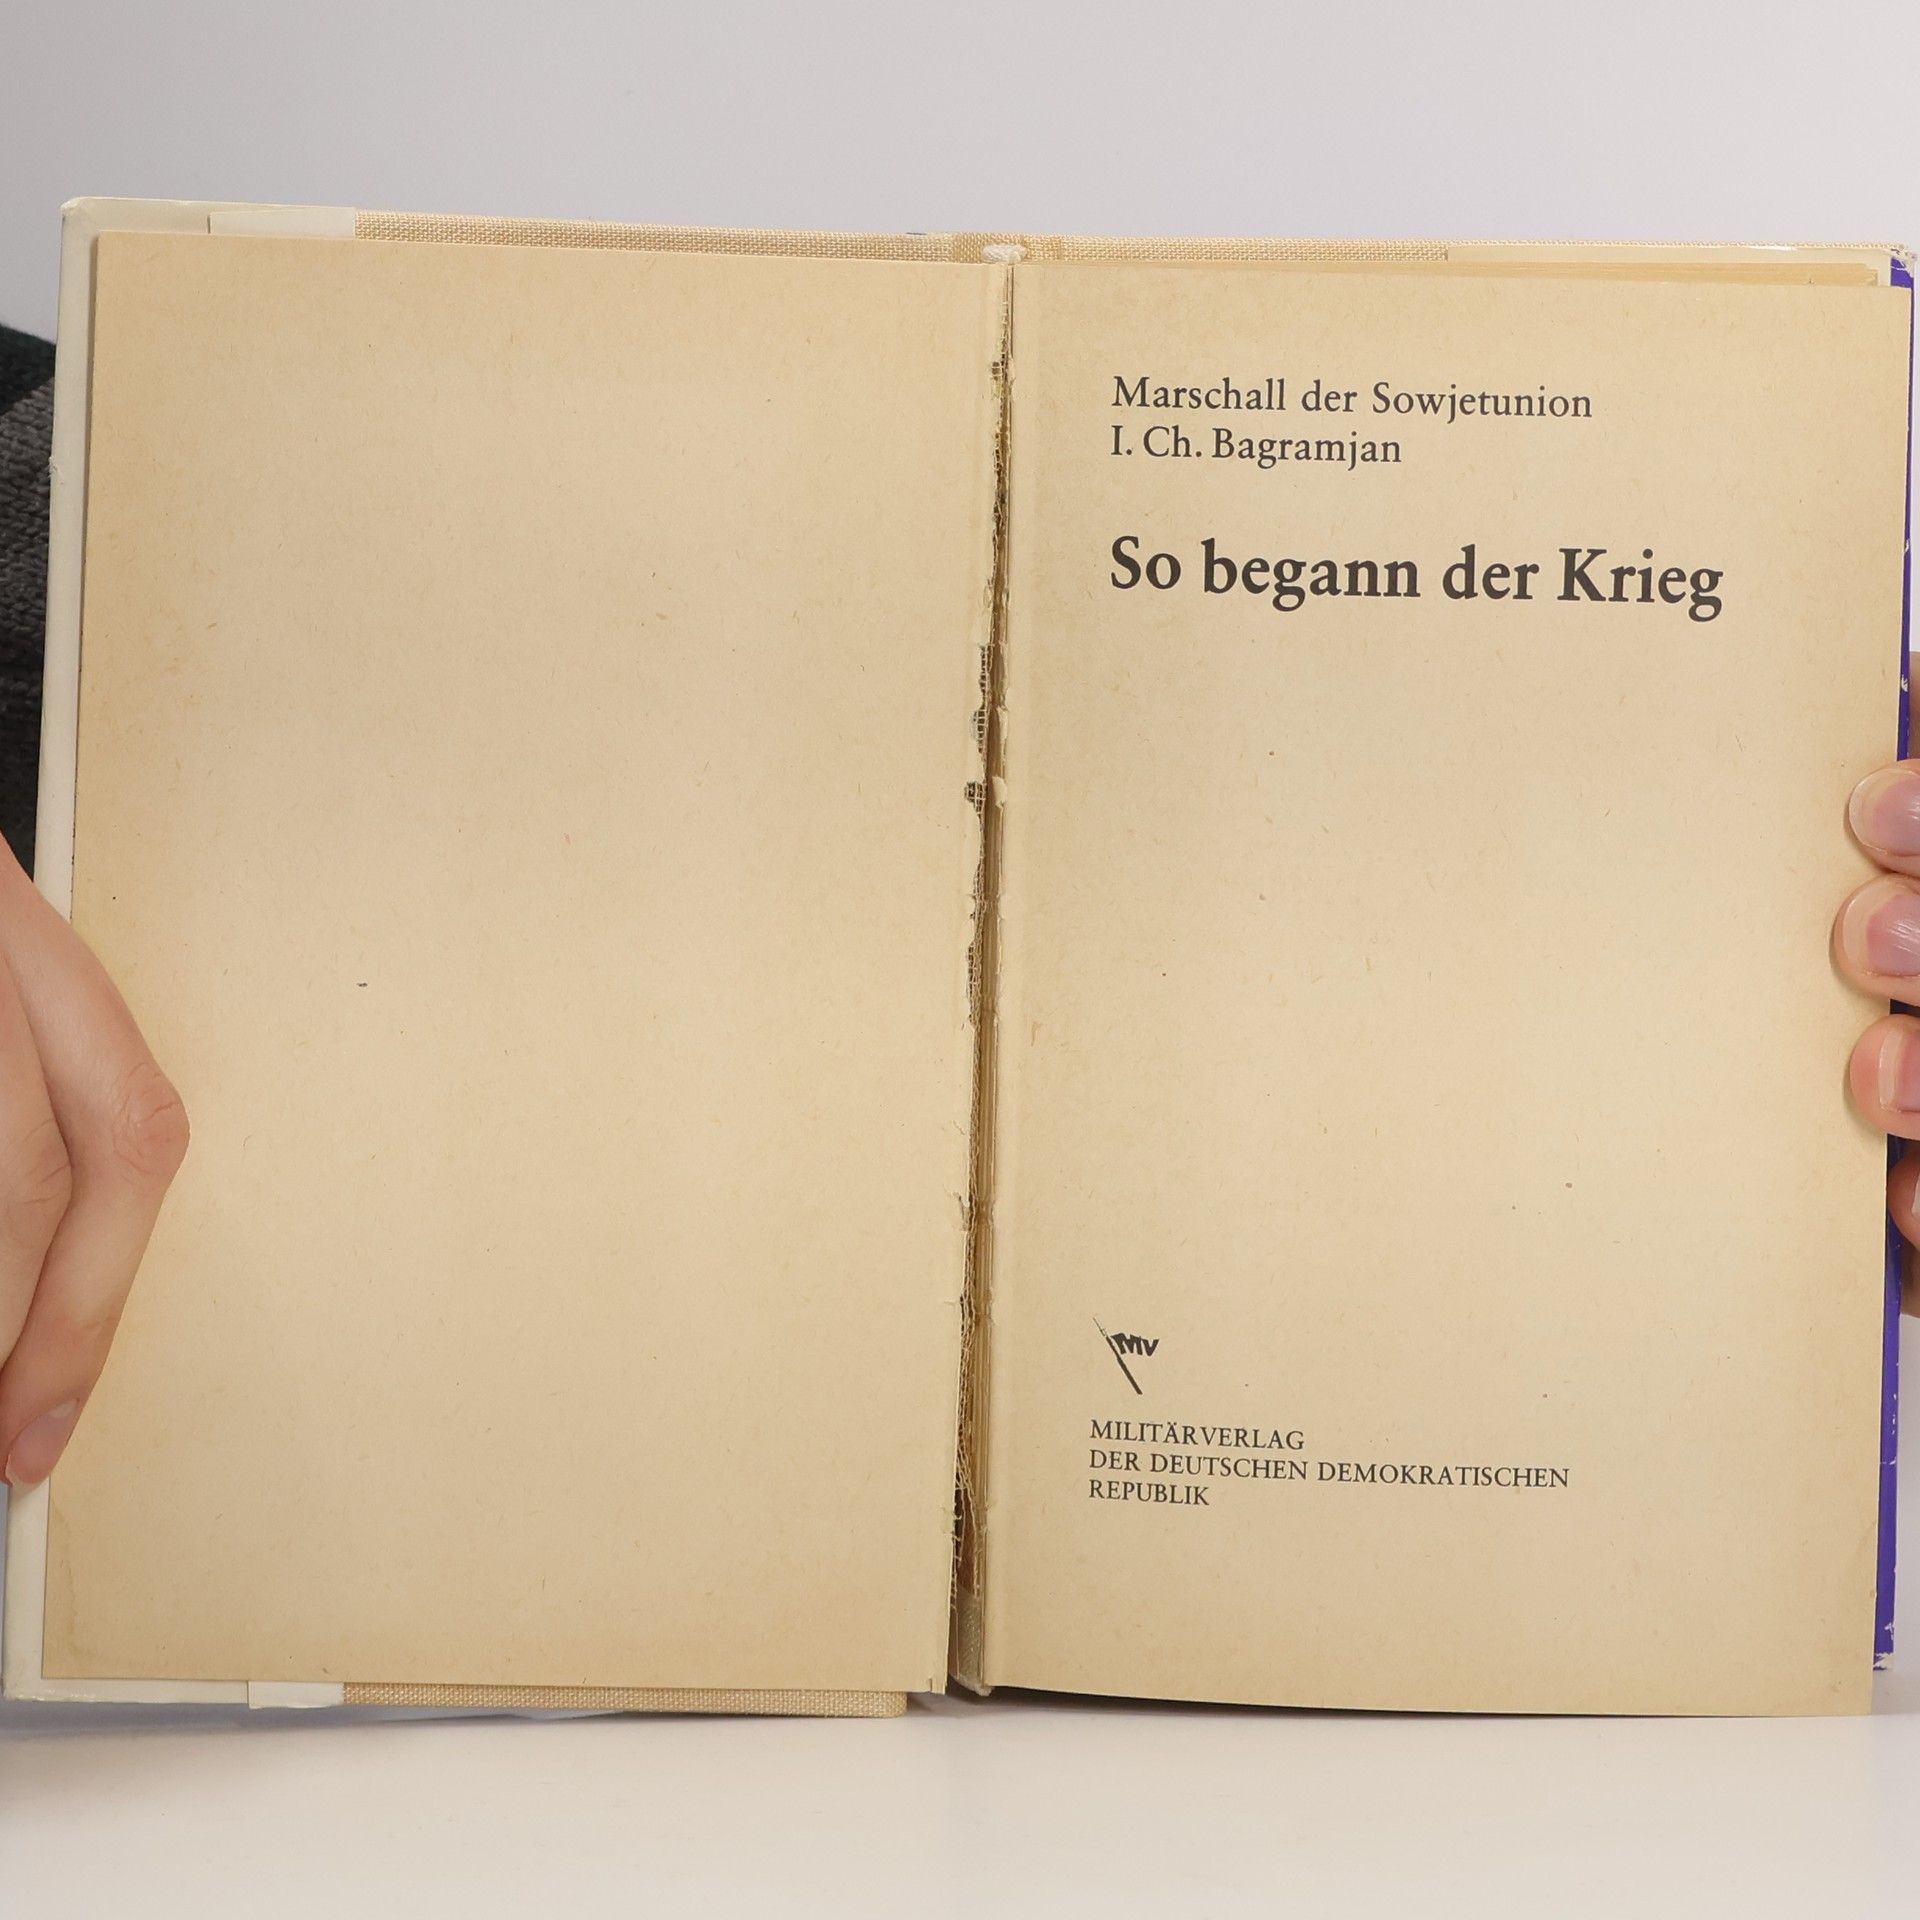 Marschall der Sowjetunion
I. Ch. Bagramjan
So begann der Krieg
MV
MILITÄRVERLAG
DER DEUTSCHEN DEMOKRATISCHEN
REPUBLIK